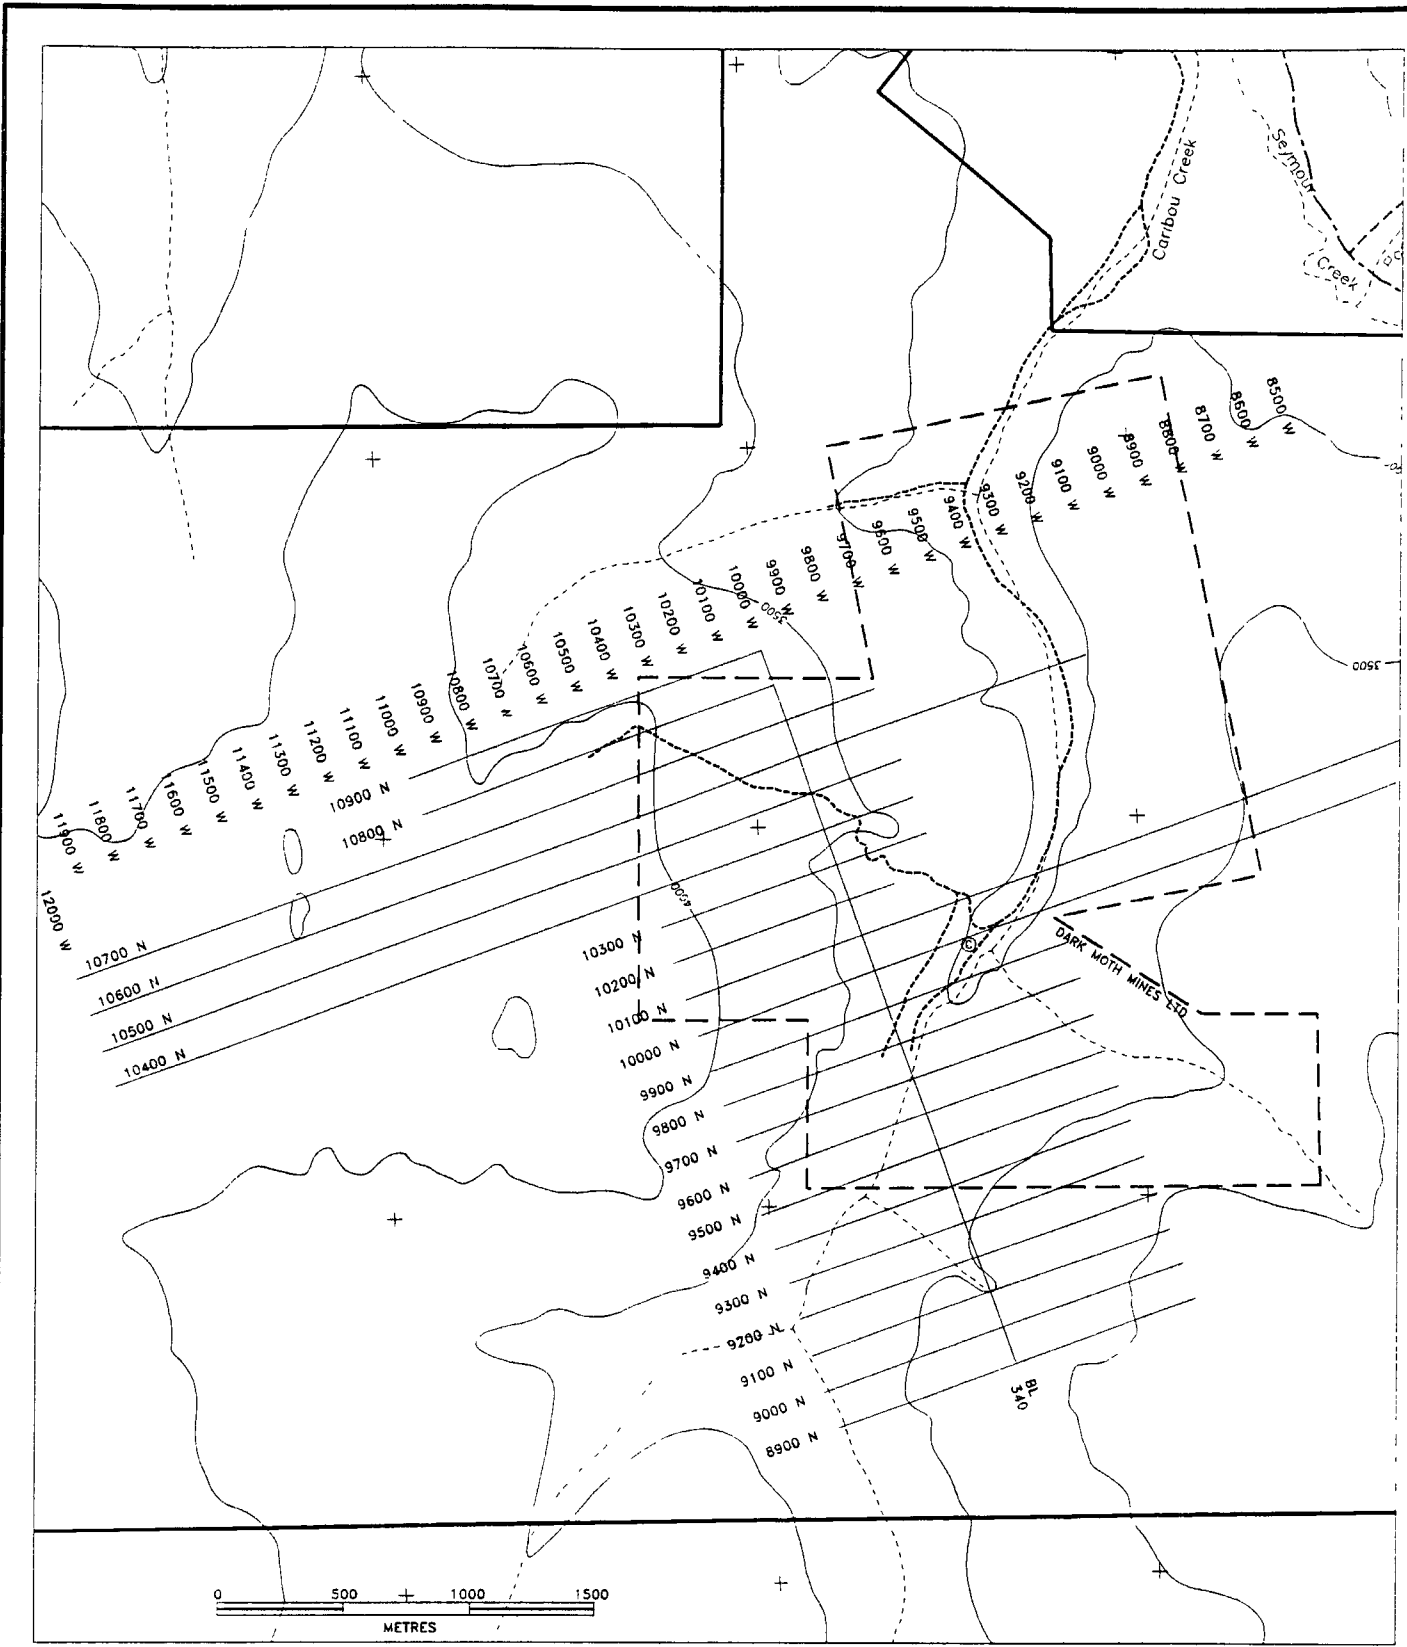 Caribou Creek
Seymour
Creek
8500 W
8600 W
8700 W
8800 W
8900 W
9000 W
9100 W
9200 W
9300 W
9400 W
9500 W
9600 W
9700 W
9800 W
9900 W
10000 W
10100 W
10200 W
10300 W
10400 W
10500 W
10600 W
10700 W
10800 W
10900 W
11000 W
11100 W
11200 W
11300 W
11400 W
11500 W
11600 W
11700 W
11800 W
11900 W
12000 W
3500
3500
4500
10900 N
10800 N
10700 N
10600 N
10500 N
10400 N
10300 N
10200 N
10100 N
10000 N
9900 N
9800 N
9700 N
9600 N
9500 N
9400 N
9300 N
9200 N
9100 N
9000 N
8900 N
©
DARK MOTH MINES LTD
BL
340
0 500 1000 1500
METRES